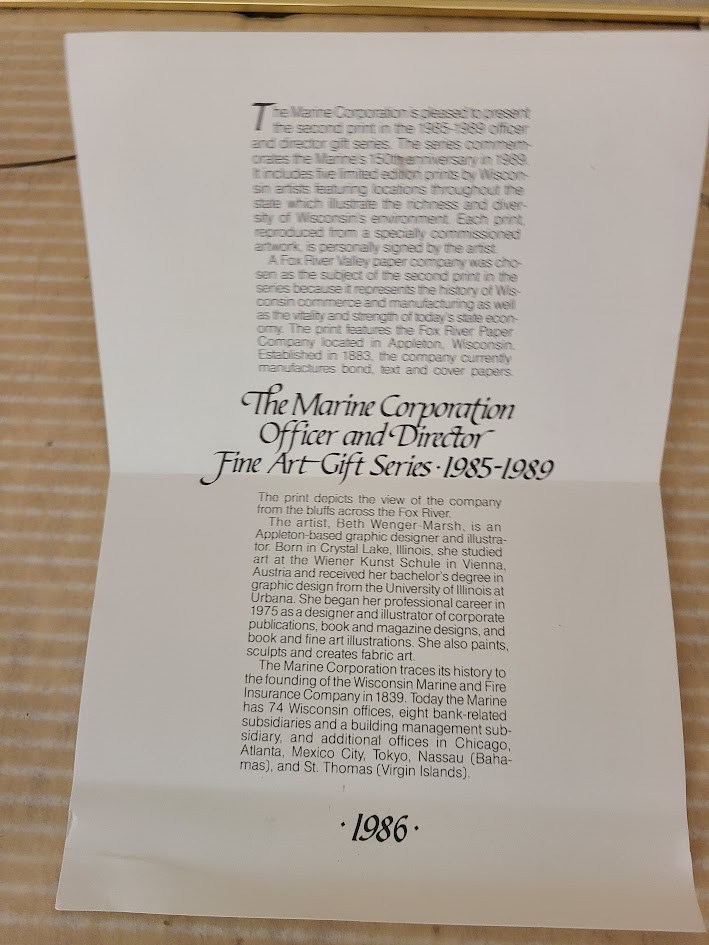 The Marine Corporation is pleased to present
the second print in the 1985-1989 officer
and director gift series. The series commem-
orates the Marine's 150th anniversary in 1989.
It includes five limited edition prints by Wiscon-
sin artists featuring locations throughout the
state which illustrate the richness and diver-
sity of Wisconsin's environment. Each print,
reproduced from a specially commissioned
artwork, is personally signed by the artist.
A Fox River Valley paper company was cho-
sen as the subject of the second print in the
series because it represents the history of Wis-
consin commerce and manufacturing as well
as the vitality and strength of today's state econ-
omy. The print features the Fox River Paper
Company located in Appleton, Wisconsin.
Established in 1883, the company currently
manufactures bond, text and cover papers.
The Marine Corporation
Officer and Director
Fine Art Gift Series · 1985-1989
The print depicts the view of the company
from the bluffs across the Fox River.
The artist, Beth Wenger-Marsh, is an
Appleton-based graphic designer and illustra-
tor. Born in Crystal Lake, Illinois, she studied
art at the Wiener Kunst Schule in Vienna,
Austria and received her bachelor's degree in
graphic design from the University of Illinois at
Urbana. She began her professional career in
1975 as a designer and illustrator of corporate
publications, book and magazine designs, and
book and fine art illustrations. She also paints,
sculpts and creates fabric art.
The Marine Corporation traces its history to
the founding of the Wisconsin Marine and Fire
Insurance Company in 1839. Today the Marine
has 74 Wisconsin offices, eight bank-related
subsidiaries and a building management sub-
sidiary, and additional offices in Chicago,
Atlanta, Mexico City, Tokyo, Nassau (Baha-
mas), and St. Thomas (Virgin Islands).
· 1986 ·